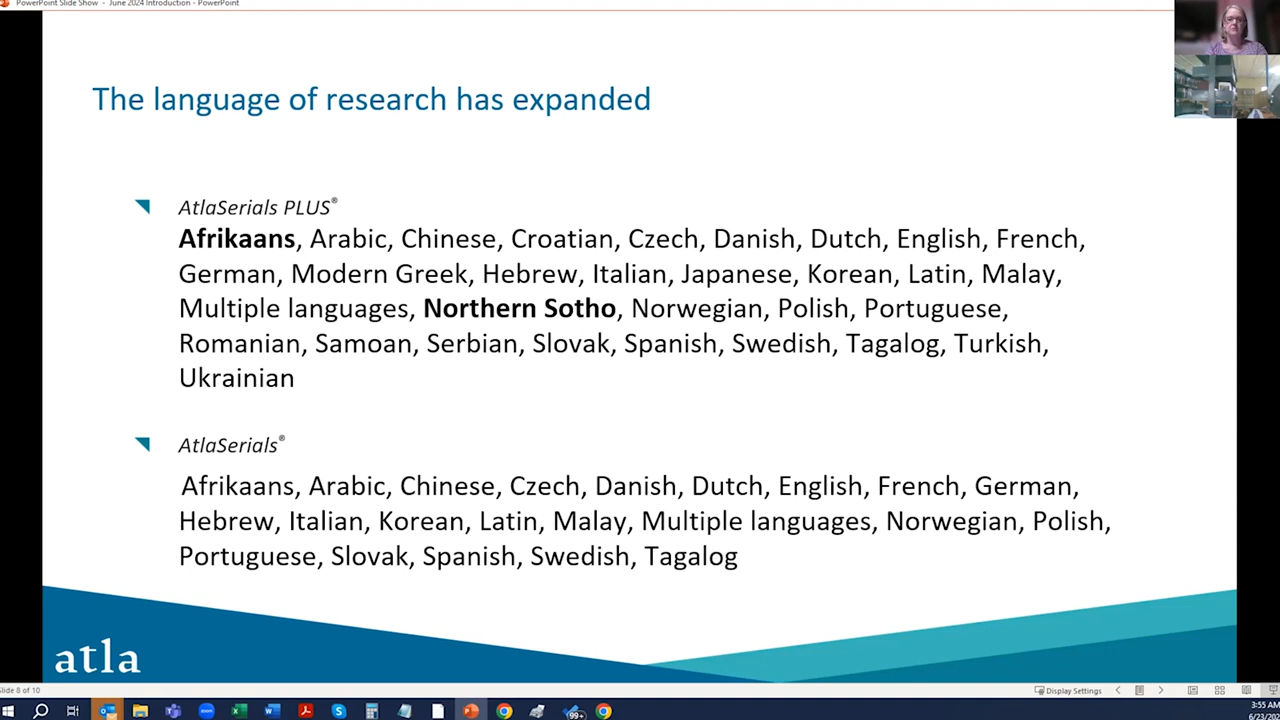 PowerPoint Slide Show - June 2024 Introduction - PowerPoint
The language of research has expanded
AtlaSerials PLUS®
Afrikaans, Arabic, Chinese, Croatian, Czech, Danish, Dutch, English, French,
German, Modern Greek, Hebrew, Italian, Japanese, Korean, Latin, Malay,
Multiple languages, Northern Sotho, Norwegian, Polish, Portuguese,
Romanian, Samoan, Serbian, Slovak, Spanish, Swedish, Tagalog, Turkish,
Ukrainian
AtlaSerials®
Afrikaans, Arabic, Chinese, Czech, Danish, Dutch, English, French, German,
Hebrew, Italian, Korean, Latin, Malay, Multiple languages, Norwegian, Polish,
Portuguese, Slovak, Spanish, Swedish, Tagalog
atla
Slide 8 of 10
Display Settings
99+
3:55 AM